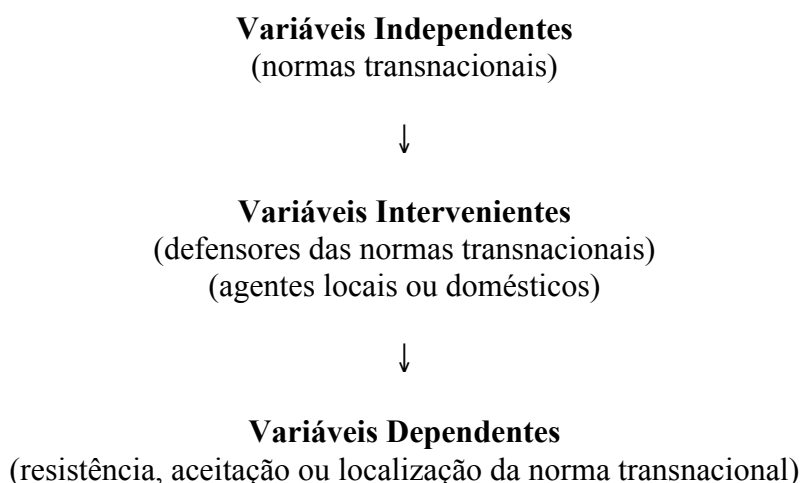 Variáveis Independentes
(normas transnacionais)
↓
Variáveis Intervenientes
(defensores das normas transnacionais)
(agentes locais ou domésticos)
↓
Variáveis Dependentes
(resistência, aceitação ou localização da norma transnacional)